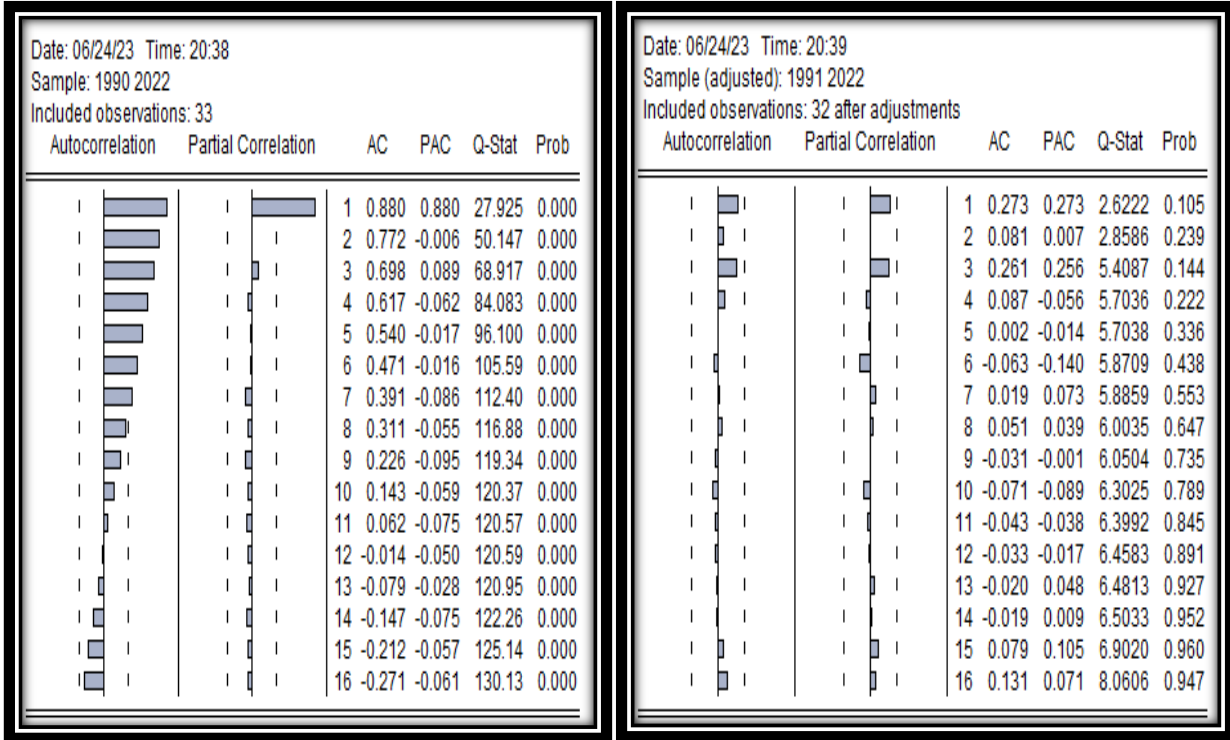 Date: 06/24/23 Time: 20:38
Sample: 1990 2022
Included observations: 33
Autocorrelation Partial Correlation AC PAC Q-Stat Prob
1 0.880 0.880 27.925 0.000
2 0.772 -0.006 50.147 0.000
3 0.698 0.089 68.917 0.000
4 0.617 -0.062 84.083 0.000
5 0.540 -0.017 96.100 0.000
6 0.471 -0.016 105.59 0.000
7 0.391 -0.086 112.40 0.000
8 0.311 -0.055 116.88 0.000
9 0.226 -0.095 119.34 0.000
10 0.143 -0.059 120.37 0.000
11 0.062 -0.075 120.57 0.000
12 -0.014 -0.050 120.59 0.000
13 -0.079 -0.028 120.95 0.000
14 -0.147 -0.075 122.26 0.000
15 -0.212 -0.057 125.14 0.000
16 -0.271 -0.061 130.13 0.000
Date: 06/24/23 Time: 20:39
Sample (adjusted): 1991 2022
Included observations: 32 after adjustments
Autocorrelation Partial Correlation AC PAC Q-Stat Prob
1 0.273 0.273 2.6222 0.105
2 0.081 0.007 2.8586 0.239
3 0.261 0.256 5.4087 0.144
4 0.087 -0.056 5.7036 0.222
5 0.002 -0.014 5.7038 0.336
6 -0.063 -0.140 5.8709 0.438
7 0.019 0.073 5.8859 0.553
8 0.051 0.039 6.0035 0.647
9 -0.031 -0.001 6.0504 0.735
10 -0.071 -0.089 6.3025 0.789
11 -0.043 -0.038 6.3992 0.845
12 -0.033 -0.017 6.4583 0.891
13 -0.020 0.048 6.4813 0.927
14 -0.019 0.009 6.5033 0.952
15 0.079 0.105 6.9020 0.960
16 0.131 0.071 8.0606 0.947